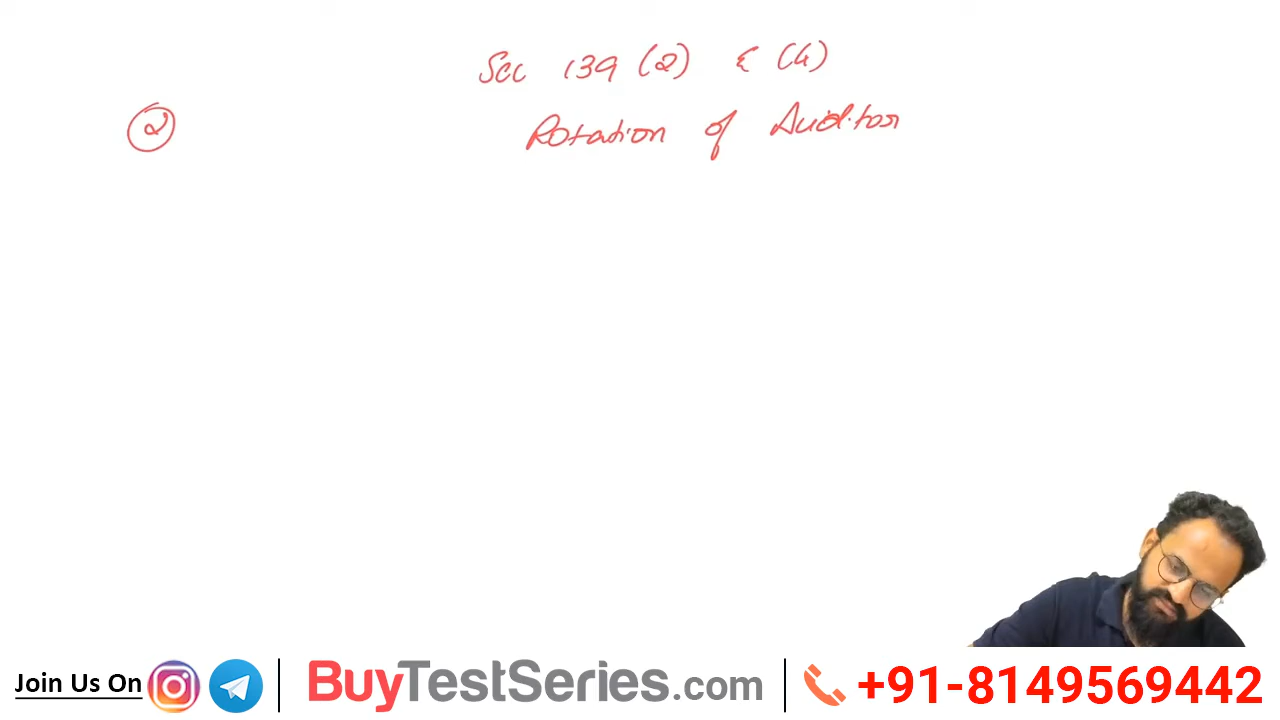 Sec 139 (2) & (4)
② Rotation of Auditor
Join Us On BuyTestSeries.com +91-8149569442